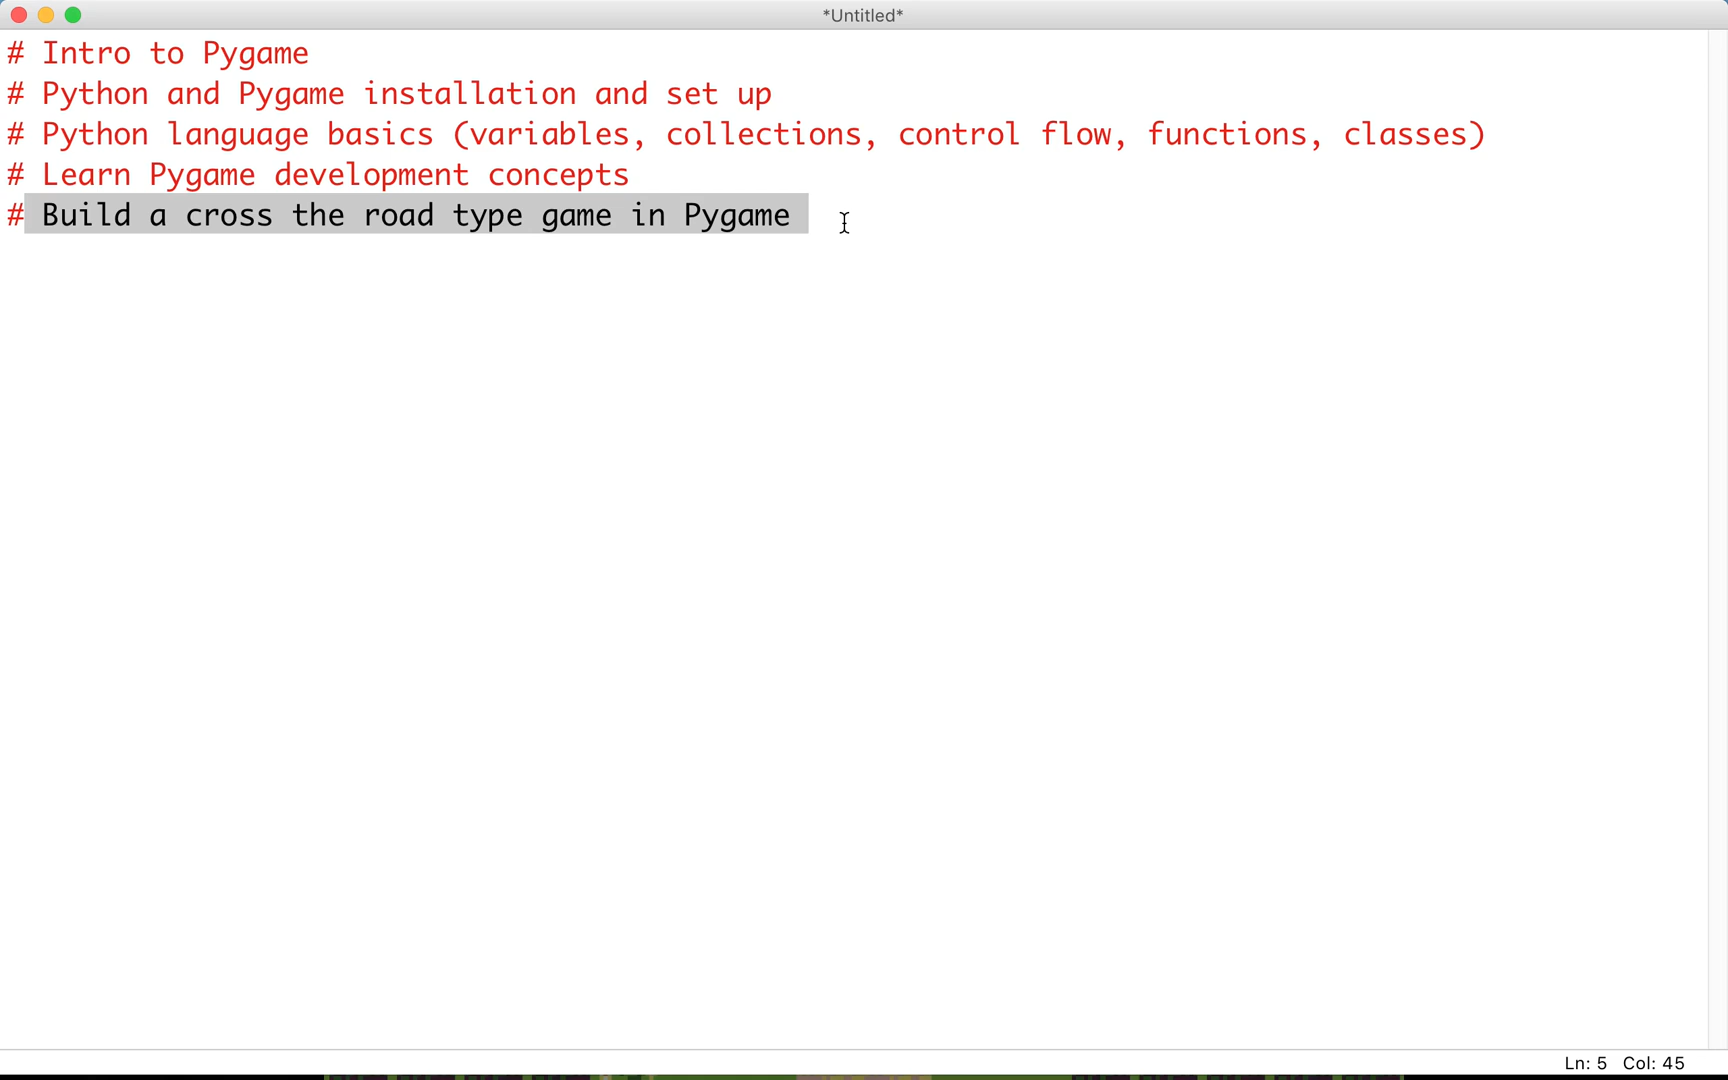 *Untitled*
# Intro to Pygame
# Python and Pygame installation and set up
# Python language basics (variables, collections, control flow, functions, classes)
# Learn Pygame development concepts
# Build a cross the road type game in Pygame
Ln: 5 Col: 45